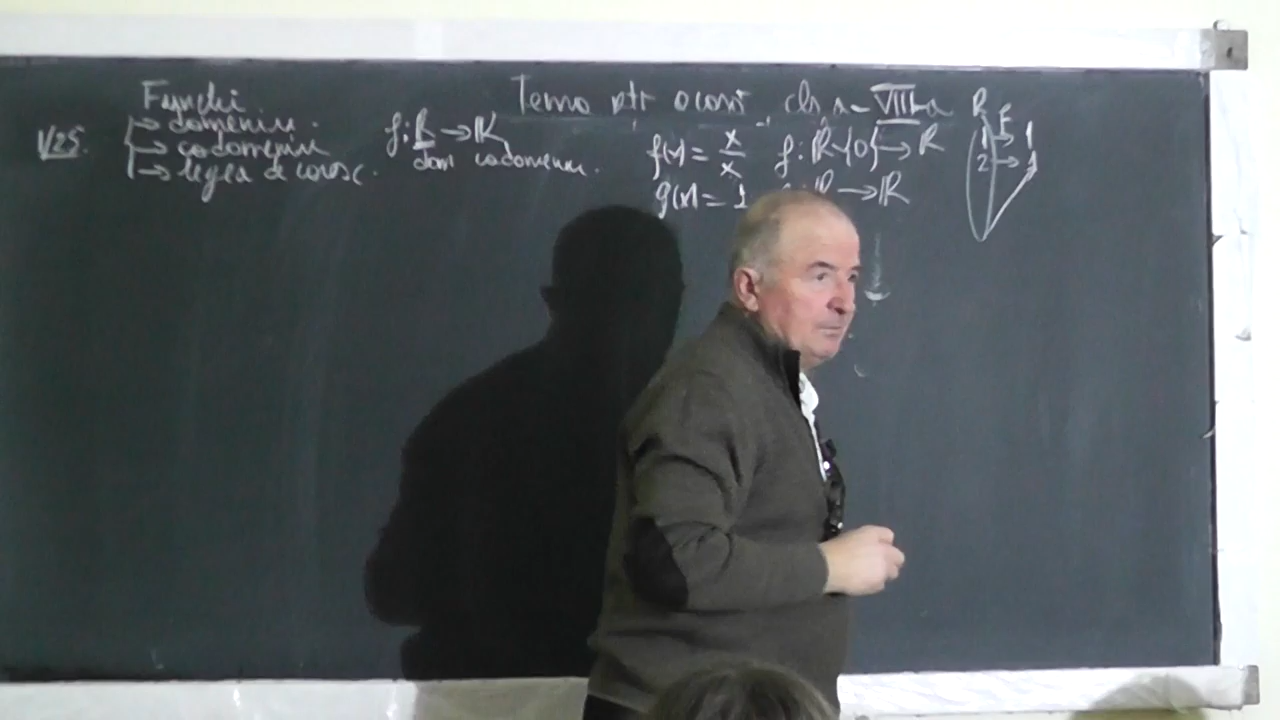 Tema ptr acasă cls a-VIII-a
Funcții
V25.
→ domeniu.
→ codomeniu
→ legea de coresp.
f: R → R
dom codomeniu.
f(x) = x/x f: R-{0} → R
g(x) = 1 g: R → R
R F
1 → 1
2 → 1